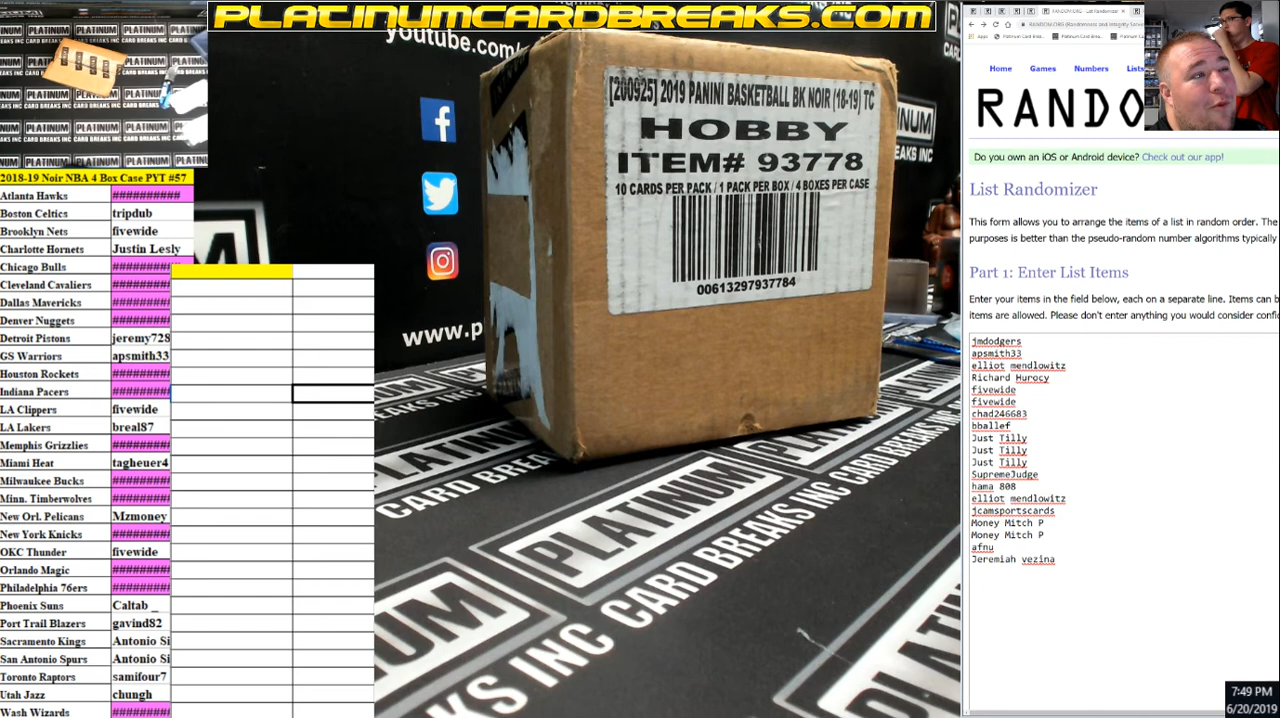 PLATINUMCARDBREAKS.COM
youtube.com/
2018-19 Noir NBA 4 Box Case PYT #57
Atlanta Hawks ##########
Boston Celtics tripdub
Brooklyn Nets fivewide
Charlotte Hornets Justin Lesly
Chicago Bulls ########
Cleveland Cavaliers ########
Dallas Mavericks ########
Denver Nuggets ########
Detroit Pistons jeremy728
GS Warriors apsmith33
Houston Rockets ########
Indiana Pacers ########
LA Clippers fivewide
LA Lakers breal87
Memphis Grizzlies ########
Miami Heat tagheuer4
Milwaukee Bucks ########
Minn. Timberwolves ########
New Orl. Pelicans Mzmoney
New York Knicks ########
OKC Thunder fivewide
Orlando Magic ########
Philadelphia 76ers ########
Phoenix Suns Caltab_
Port Trail Blazers gavind82
Sacramento Kings Antonio Si
San Antonio Spurs Antonio Si
Toronto Raptors samifour7
Utah Jazz chungh
Wash Wizards ########
[200925] 2019 PANINI BASKETBALL BK NOIR (18-19) TC
HOBBY
ITEM# 93778
10 CARDS PER PACK / 1 PACK PER BOX / 4 BOXES PER CASE
00613297937784
www.p
PLATINUM
CARD BREAKS INC
Home Games Numbers Lists
RANDO
Do you own an iOS or Android device? Check out our app!
List Randomizer
This form allows you to arrange the items of a list in random order. The
purposes is better than the pseudo-random number algorithms typically
Part 1: Enter List Items
Enter your items in the field below, each on a separate line. Items can b
items are allowed. Please don't enter anything you would consider confi
jmdodgers
apsmith33
elliot mendlowitz
Richard Hurocy
fivewide
fivewide
chad246683
bballef
Just Tilly
Just Tilly
Just Tilly
SupremeJudge
hama 808
elliot mendlowitz
jcamsportscards
Money Mitch P
Money Mitch P
afnu
Jeremiah vezina
7:49 PM
6/20/2019